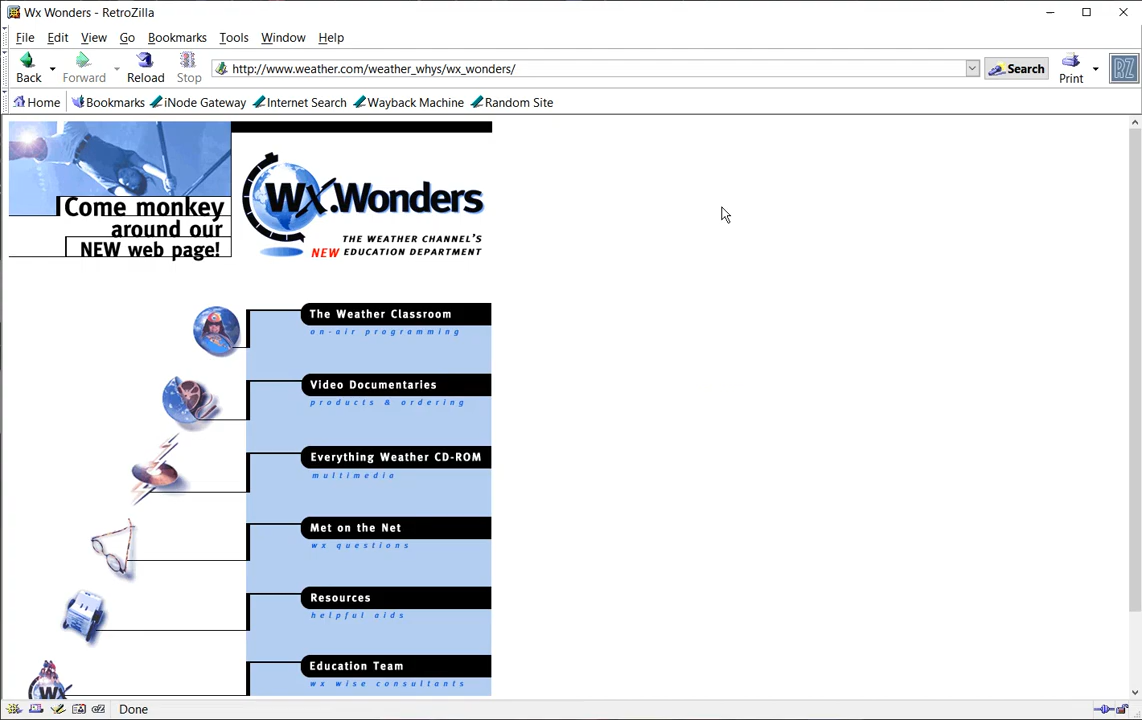 Wx Wonders - RetroZilla
File Edit View Go Bookmarks Tools Window Help
Back Forward Reload Stop http://www.weather.com/weather_whys/wx_wonders/ Search Print RZ
Home Bookmarks iNode Gateway Internet Search Wayback Machine Random Site
Come monkey
around our
NEW web page!
Wx.Wonders
THE WEATHER CHANNEL'S
NEW EDUCATION DEPARTMENT
The Weather Classroom
on-air programming
Video Documentaries
products & ordering
Everything Weather CD-ROM
multimedia
Met on the Net
wx questions
Resources
helpful aids
Education Team
wx wise consultants
Wx
Done